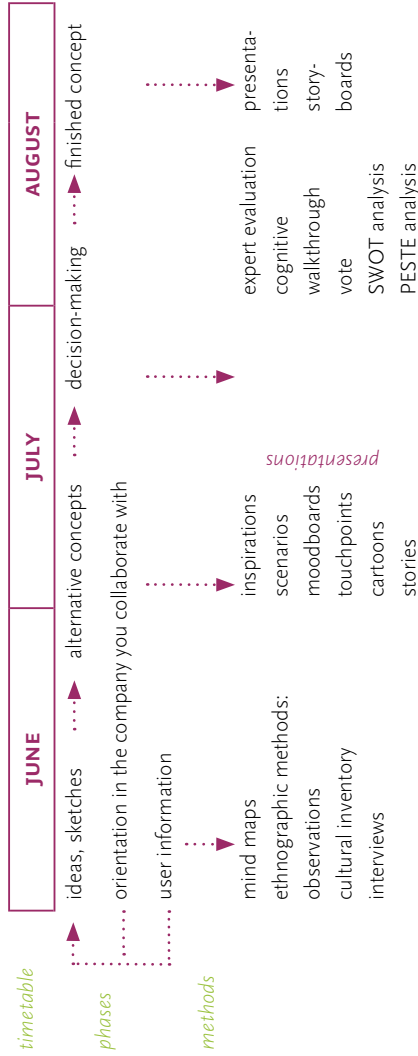 timetable
JUNE
JULY
AUGUST
phases
ideas, sketches
alternative concepts
decision-making
finished concept
orientation in the company you collaborate with
user information
methods
mind maps
ethnographic methods:
observations
cultural inventory
interviews
inspirations
scenarios
moodboards
touchpoints
cartoons
stories
presentations
expert evaluation
cognitive
walkthrough
vote
SWOT analysis
PESTE analysis
presenta-
tions
story-
boards